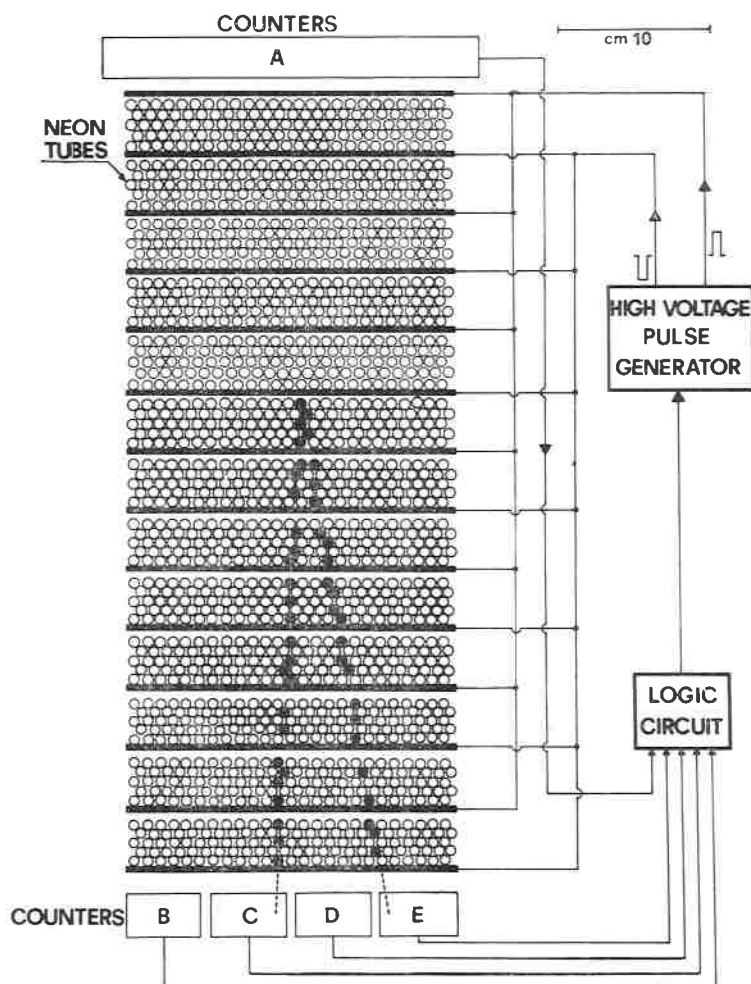 COUNTERS
A
cm 10
NEON
TUBES
HIGH VOLTAGE
PULSE
GENERATOR
LOGIC
CIRCUIT
COUNTERS
B
C
D
E